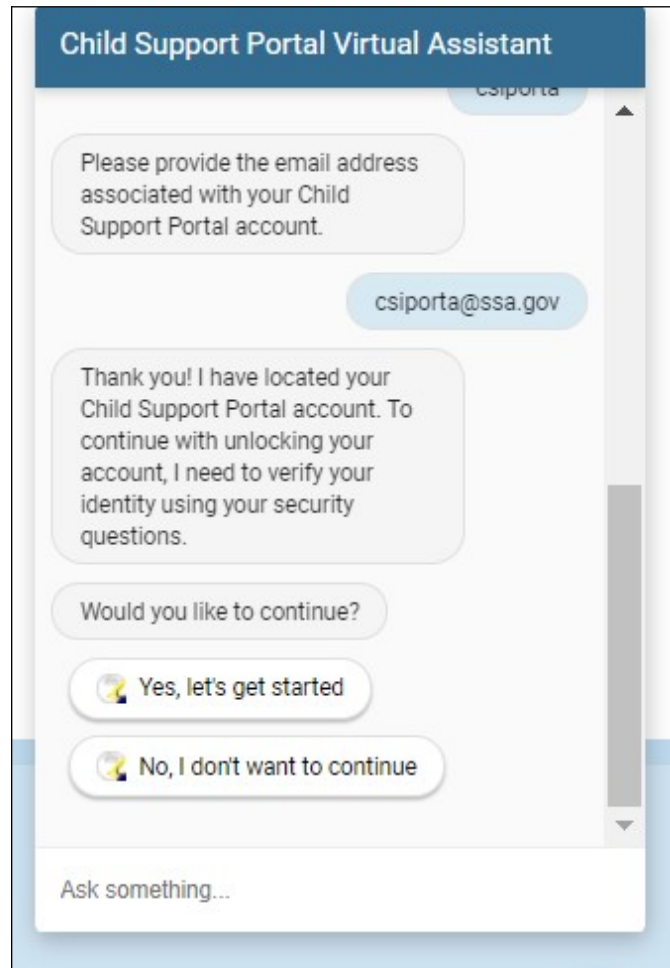 Child Support Portal Virtual Assistant
csiporta
Please provide the email address
associated with your Child
Support Portal account.
csiporta@ssa.gov
Thank you! I have located your
Child Support Portal account. To
continue with unlocking your
account, I need to verify your
identity using your security
questions.
Would you like to continue?
Yes, let's get started
No, I don't want to continue
Ask something...